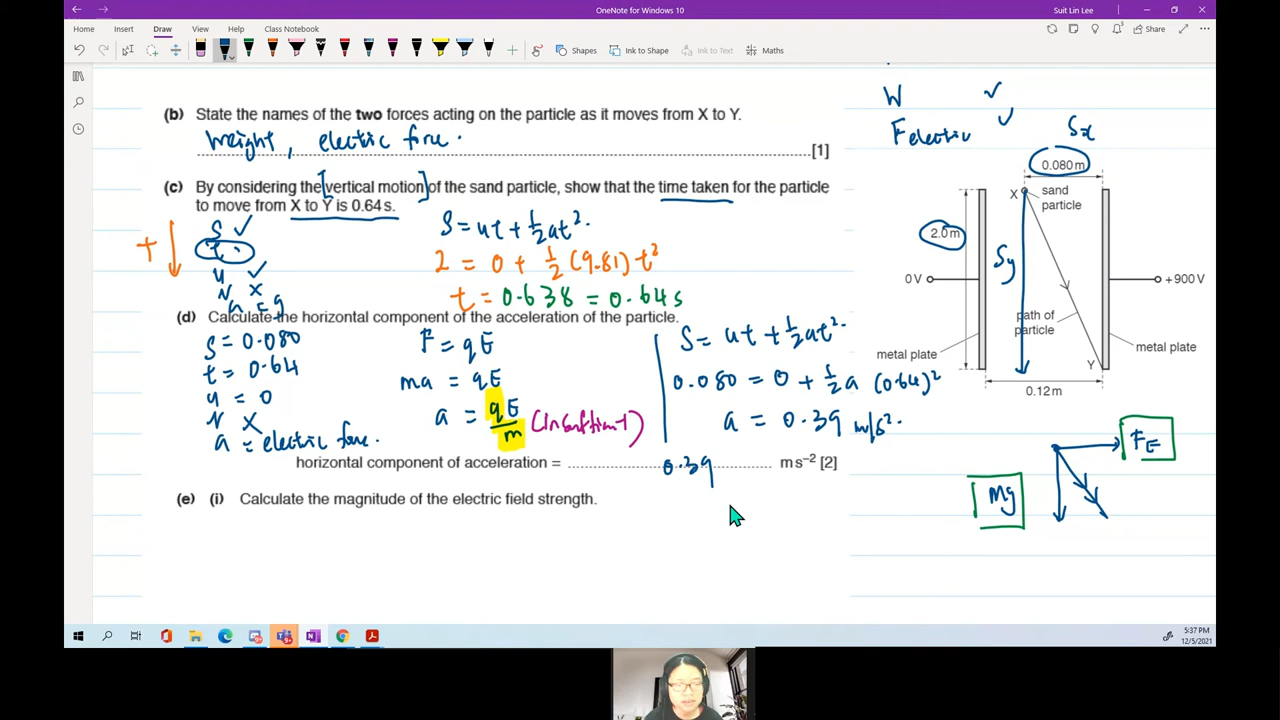 OneNote for Windows 10
Suit Lin Lee
Home Insert Draw View Help Class Notebook
Shapes Ink to Shape Ink to Text Maths Share
(b) State the names of the two forces acting on the particle as it moves from X to Y.
weight, electric force.
[1]
(c) By considering the [vertical motion] of the sand particle, show that the time taken for the particle
to move from X to Y is 0.64 s.
+
S ✓
t ·
u ✓
v x
a = g
S = ut + ½at².
2 = 0 + ½ (9.81) t²
t = 0.638 = 0.64s
(d) Calculate the horizontal component of the acceleration of the particle.
S = 0.080
t = 0.64
u = 0
v X
a = electric force.
F = qE
ma = qE
a = qE/m (insufficient)
S = ut + ½at².
0.080 = 0 + ½a (0.64)²
a = 0.39 m/s².
horizontal component of acceleration = 0.39 m s⁻² [2]
(e) (i) Calculate the magnitude of the electric field strength.
W ✓
Felectric ✓
Sx
0.080 m
X
sand
particle
2.0 m
Sy
0 V
+900 V
path of
particle
metal plate
metal plate
Y
0.12 m
FE
mg
5:37 PM
12/5/2021